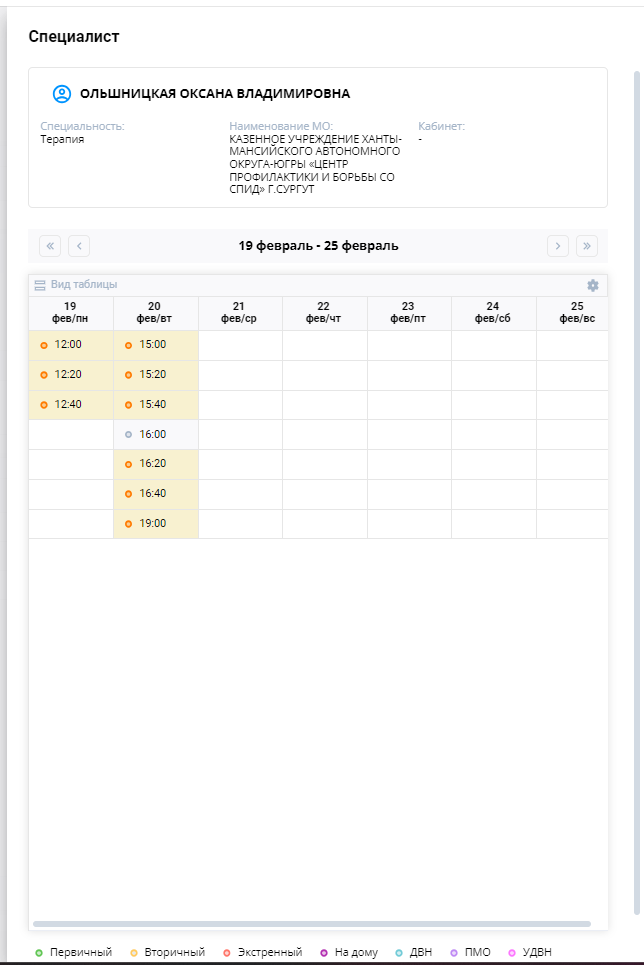 Специалист
ОЛЬШНИЦКАЯ ОКСАНА ВЛАДИМИРОВНА
Специальность: Наименование МО: Кабинет:
Терапия КАЗЕННОЕ УЧРЕЖДЕНИЕ ХАНТЫ- -
МАНСИЙСКОГО АВТОНОМНОГО
ОКРУГА-ЮГРЫ «ЦЕНТР
ПРОФИЛАКТИКИ И БОРЬБЫ СО
СПИД» Г.СУРГУТ
19 февраль - 25 февраль
Вид таблицы
19 20 21 22 23 24 25
фев/пн фев/вт фев/ср фев/чт фев/пт фев/сб фев/вс
12:00 15:00
12:20 15:20
12:40 15:40
16:00
16:20
16:40
19:00
Первичный Вторичный Экстренный На дому ДВН ПМО УДВН